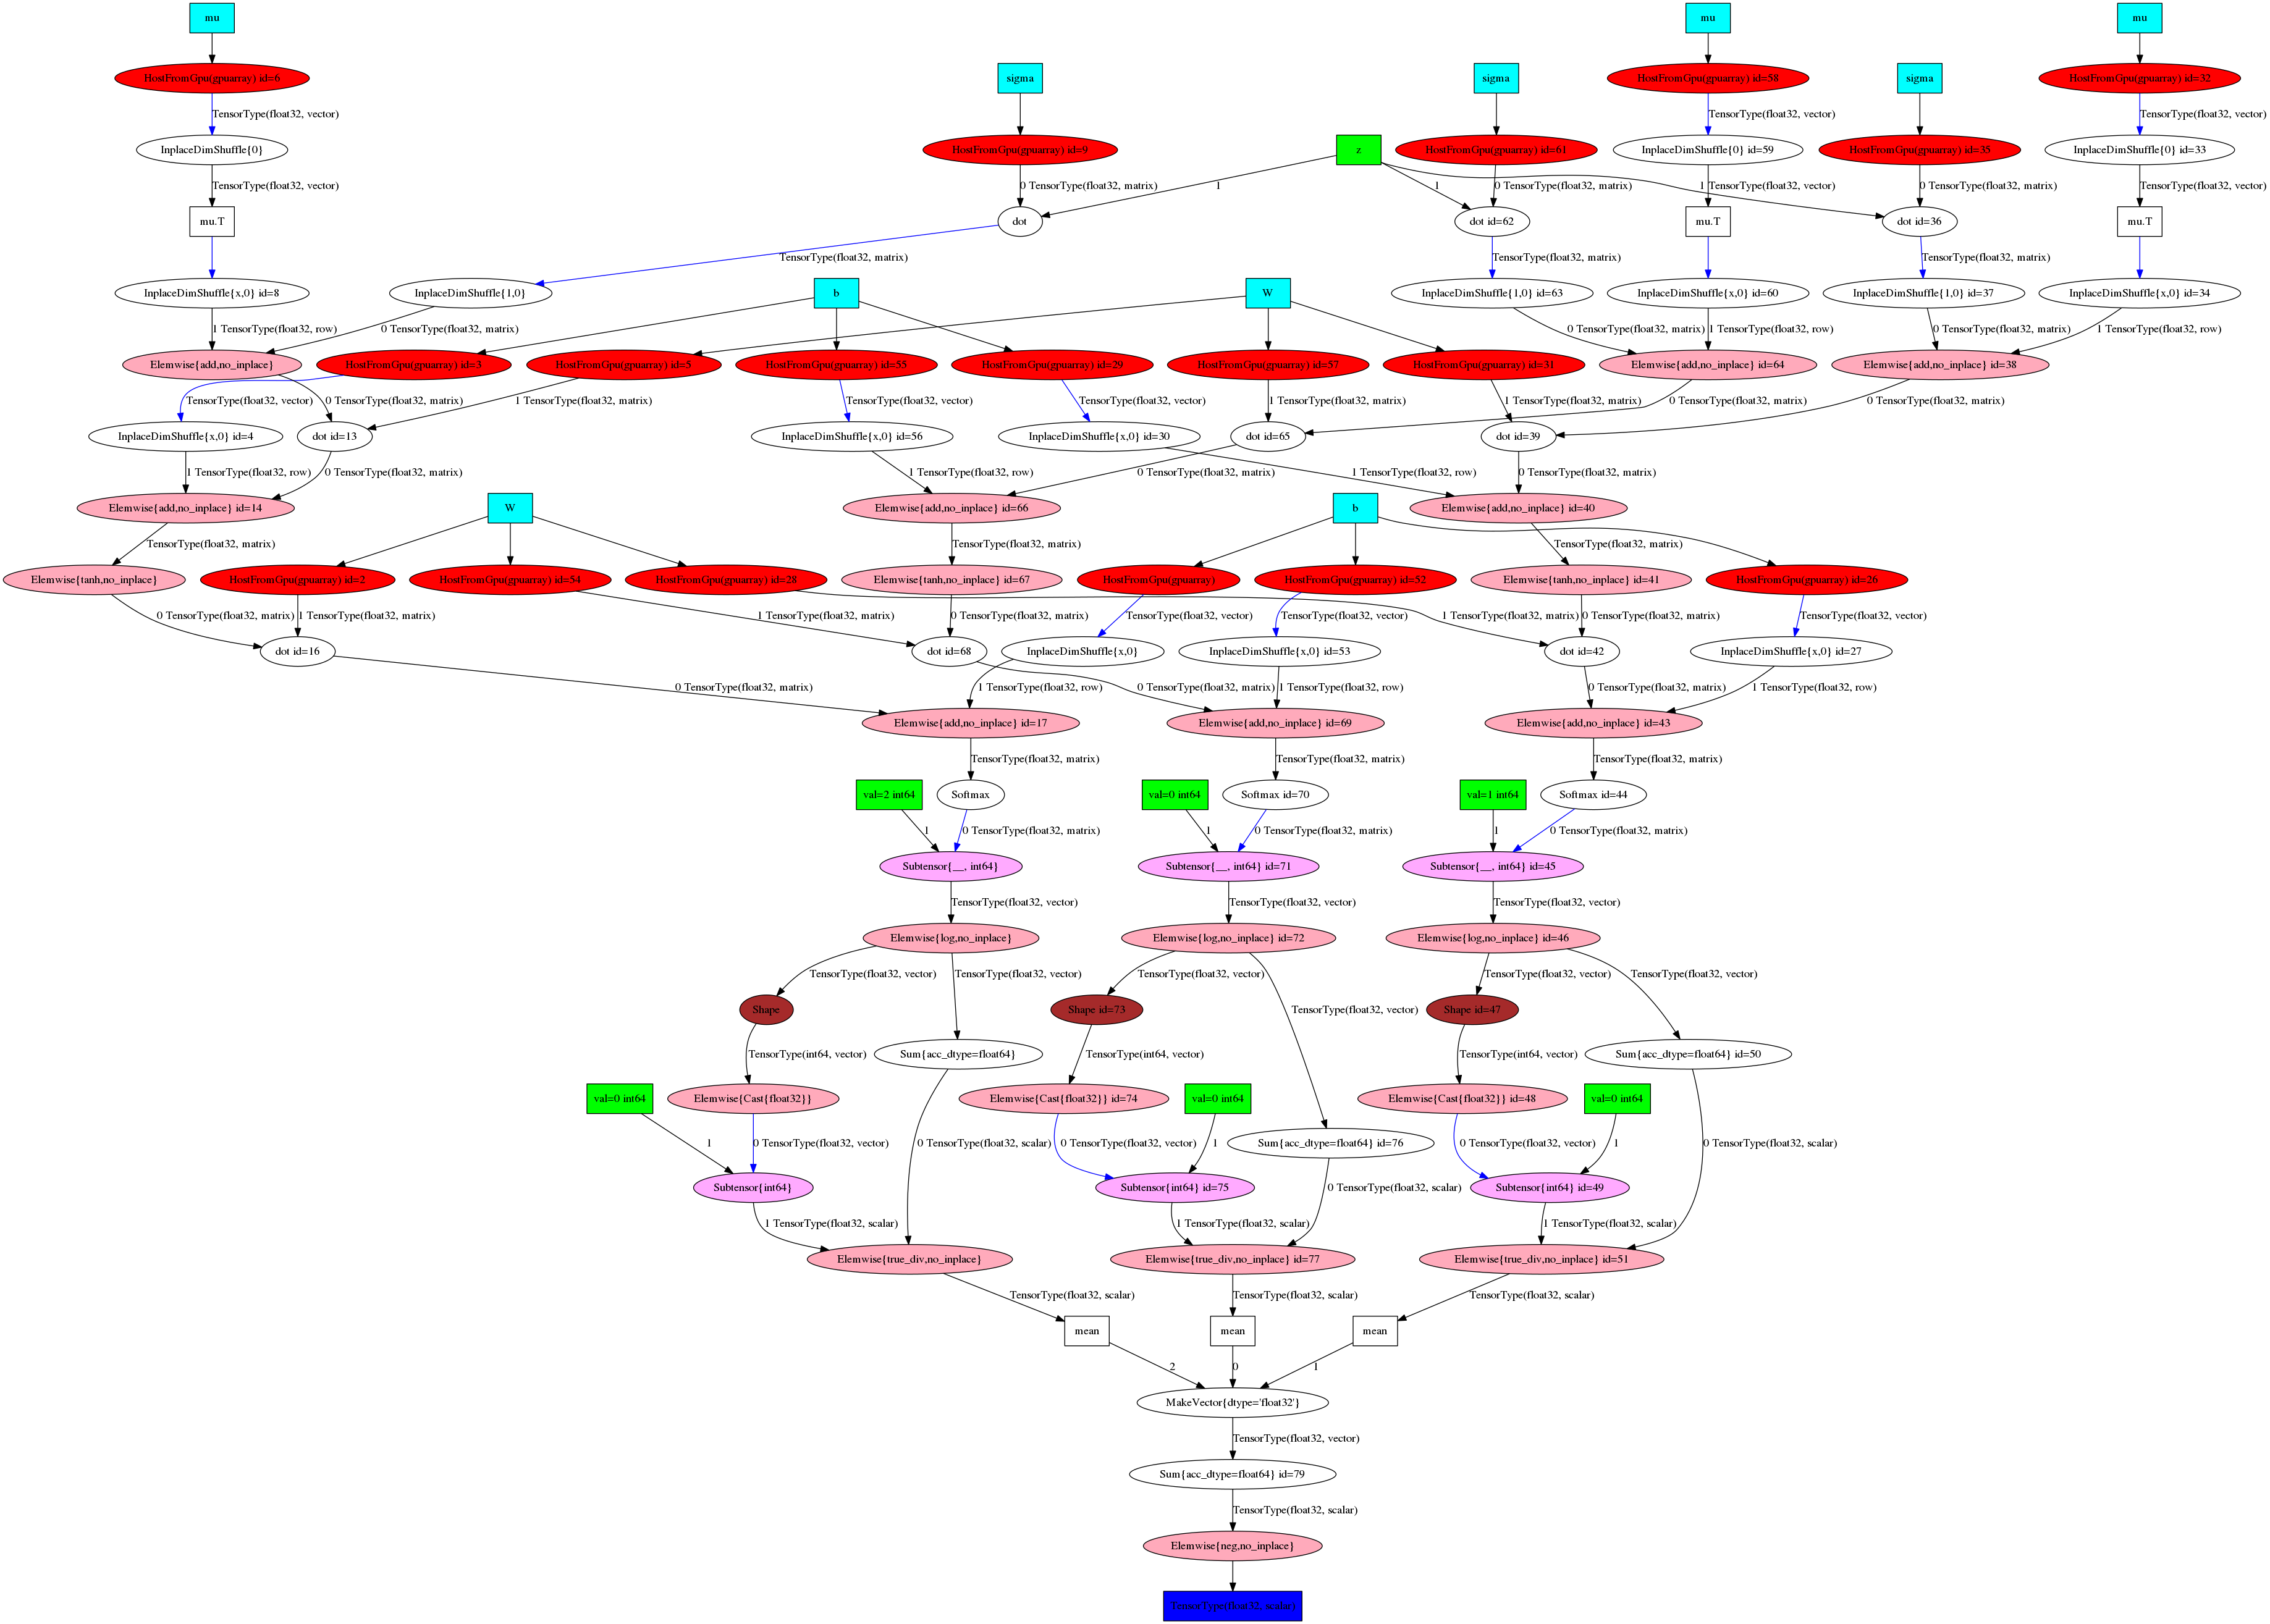 mu
mu
mu
HostFromGpu(gpuarray) id=6
sigma
sigma
HostFromGpu(gpuarray) id=58
sigma
HostFromGpu(gpuarray) id=32
TensorType(float32, vector)
TensorType(float32, vector)
TensorType(float32, vector)
InplaceDimShuffle{0}
HostFromGpu(gpuarray) id=9
z
HostFromGpu(gpuarray) id=61
InplaceDimShuffle{0} id=59
HostFromGpu(gpuarray) id=35
InplaceDimShuffle{0} id=33
TensorType(float32, vector)
0 TensorType(float32, matrix)
1
1
0 TensorType(float32, matrix)
1
TensorType(float32, vector)
0 TensorType(float32, matrix)
TensorType(float32, vector)
mu.T
dot
dot id=62
mu.T
dot id=36
mu.T
TensorType(float32, matrix)
TensorType(float32, matrix)
TensorType(float32, matrix)
InplaceDimShuffle{x,0} id=8
InplaceDimShuffle{1,0}
b
W
InplaceDimShuffle{1,0} id=63
InplaceDimShuffle{x,0} id=60
InplaceDimShuffle{1,0} id=37
InplaceDimShuffle{x,0} id=34
1 TensorType(float32, row)
0 TensorType(float32, matrix)
0 TensorType(float32, matrix)
1 TensorType(float32, row)
0 TensorType(float32, matrix)
1 TensorType(float32, row)
Elemwise{add,no_inplace}
HostFromGpu(gpuarray) id=3
HostFromGpu(gpuarray) id=5
HostFromGpu(gpuarray) id=55
HostFromGpu(gpuarray) id=29
HostFromGpu(gpuarray) id=57
HostFromGpu(gpuarray) id=31
Elemwise{add,no_inplace} id=64
Elemwise{add,no_inplace} id=38
TensorType(float32, vector)
0 TensorType(float32, matrix)
1 TensorType(float32, matrix)
TensorType(float32, vector)
TensorType(float32, vector)
1 TensorType(float32, matrix)
1 TensorType(float32, matrix)
0 TensorType(float32, matrix)
0 TensorType(float32, matrix)
InplaceDimShuffle{x,0} id=4
dot id=13
InplaceDimShuffle{x,0} id=56
InplaceDimShuffle{x,0} id=30
dot id=65
dot id=39
1 TensorType(float32, row)
0 TensorType(float32, matrix)
1 TensorType(float32, row)
0 TensorType(float32, matrix)
1 TensorType(float32, row)
0 TensorType(float32, matrix)
Elemwise{add,no_inplace} id=14
W
Elemwise{add,no_inplace} id=66
b
Elemwise{add,no_inplace} id=40
TensorType(float32, matrix)
TensorType(float32, matrix)
TensorType(float32, matrix)
Elemwise{tanh,no_inplace}
HostFromGpu(gpuarray) id=2
HostFromGpu(gpuarray) id=54
HostFromGpu(gpuarray) id=28
Elemwise{tanh,no_inplace} id=67
HostFromGpu(gpuarray)
HostFromGpu(gpuarray) id=52
Elemwise{tanh,no_inplace} id=41
HostFromGpu(gpuarray) id=26
0 TensorType(float32, matrix)
1 TensorType(float32, matrix)
1 TensorType(float32, matrix)
0 TensorType(float32, matrix)
TensorType(float32, vector)
TensorType(float32, vector)
1 TensorType(float32, matrix)
0 TensorType(float32, matrix)
TensorType(float32, vector)
dot id=16
dot id=68
InplaceDimShuffle{x,0}
InplaceDimShuffle{x,0} id=53
dot id=42
InplaceDimShuffle{x,0} id=27
0 TensorType(float32, matrix)
1 TensorType(float32, row)
0 TensorType(float32, matrix)
1 TensorType(float32, row)
0 TensorType(float32, matrix)
1 TensorType(float32, row)
Elemwise{add,no_inplace} id=17
Elemwise{add,no_inplace} id=69
Elemwise{add,no_inplace} id=43
TensorType(float32, matrix)
TensorType(float32, matrix)
TensorType(float32, matrix)
val=2 int64
Softmax
val=0 int64
Softmax id=70
val=1 int64
Softmax id=44
1
0 TensorType(float32, matrix)
1
0 TensorType(float32, matrix)
1
0 TensorType(float32, matrix)
Subtensor{__, int64}
Subtensor{__, int64} id=71
Subtensor{__, int64} id=45
TensorType(float32, vector)
TensorType(float32, vector)
TensorType(float32, vector)
Elemwise{log,no_inplace}
Elemwise{log,no_inplace} id=72
Elemwise{log,no_inplace} id=46
TensorType(float32, vector)
TensorType(float32, vector)
TensorType(float32, vector)
TensorType(float32, vector)
TensorType(float32, vector)
Shape
Shape id=73
TensorType(float32, vector)
Shape id=47
TensorType(int64, vector)
Sum{acc_dtype=float64}
TensorType(int64, vector)
TensorType(int64, vector)
Sum{acc_dtype=float64} id=50
val=0 int64
Elemwise{Cast{float32}}
Elemwise{Cast{float32}} id=74
val=0 int64
Elemwise{Cast{float32}} id=48
val=0 int64
1
0 TensorType(float32, vector)
0 TensorType(float32, scalar)
0 TensorType(float32, vector)
1
Sum{acc_dtype=float64} id=76
0 TensorType(float32, vector)
1
0 TensorType(float32, scalar)
Subtensor{int64}
Subtensor{int64} id=75
0 TensorType(float32, scalar)
Subtensor{int64} id=49
1 TensorType(float32, scalar)
1 TensorType(float32, scalar)
1 TensorType(float32, scalar)
Elemwise{true_div,no_inplace}
Elemwise{true_div,no_inplace} id=77
Elemwise{true_div,no_inplace} id=51
TensorType(float32, scalar)
TensorType(float32, scalar)
TensorType(float32, scalar)
mean
mean
mean
2
0
1
MakeVector{dtype='float32'}
TensorType(float32, vector)
Sum{acc_dtype=float64} id=79
TensorType(float32, scalar)
Elemwise{neg,no_inplace}
TensorType(float32, scalar)